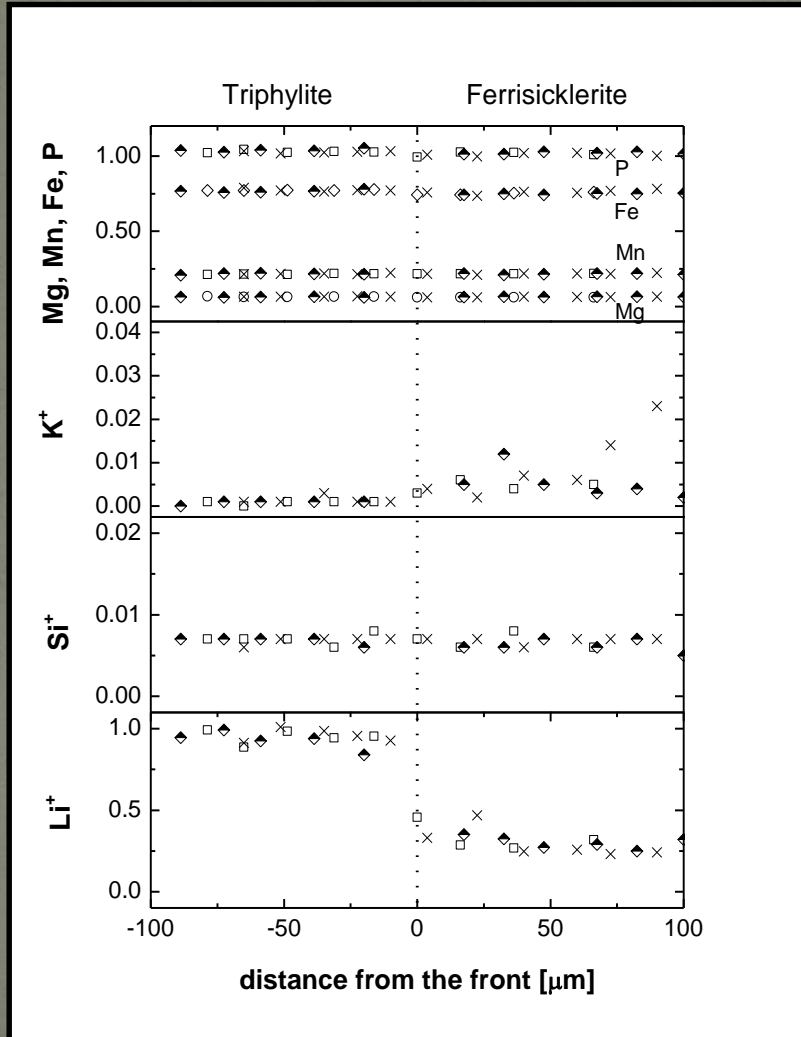 Triphylite Ferrisicklerite
Mg, Mn, Fe, P
1.00
0.50
0.00
P
Fe
Mn
Mg
K+
0.04
0.03
0.02
0.01
0.00
Si+
0.02
0.01
0.00
Li+
1.0
0.5
0.0
-100 -50 0 50 100
distance from the front [μm]